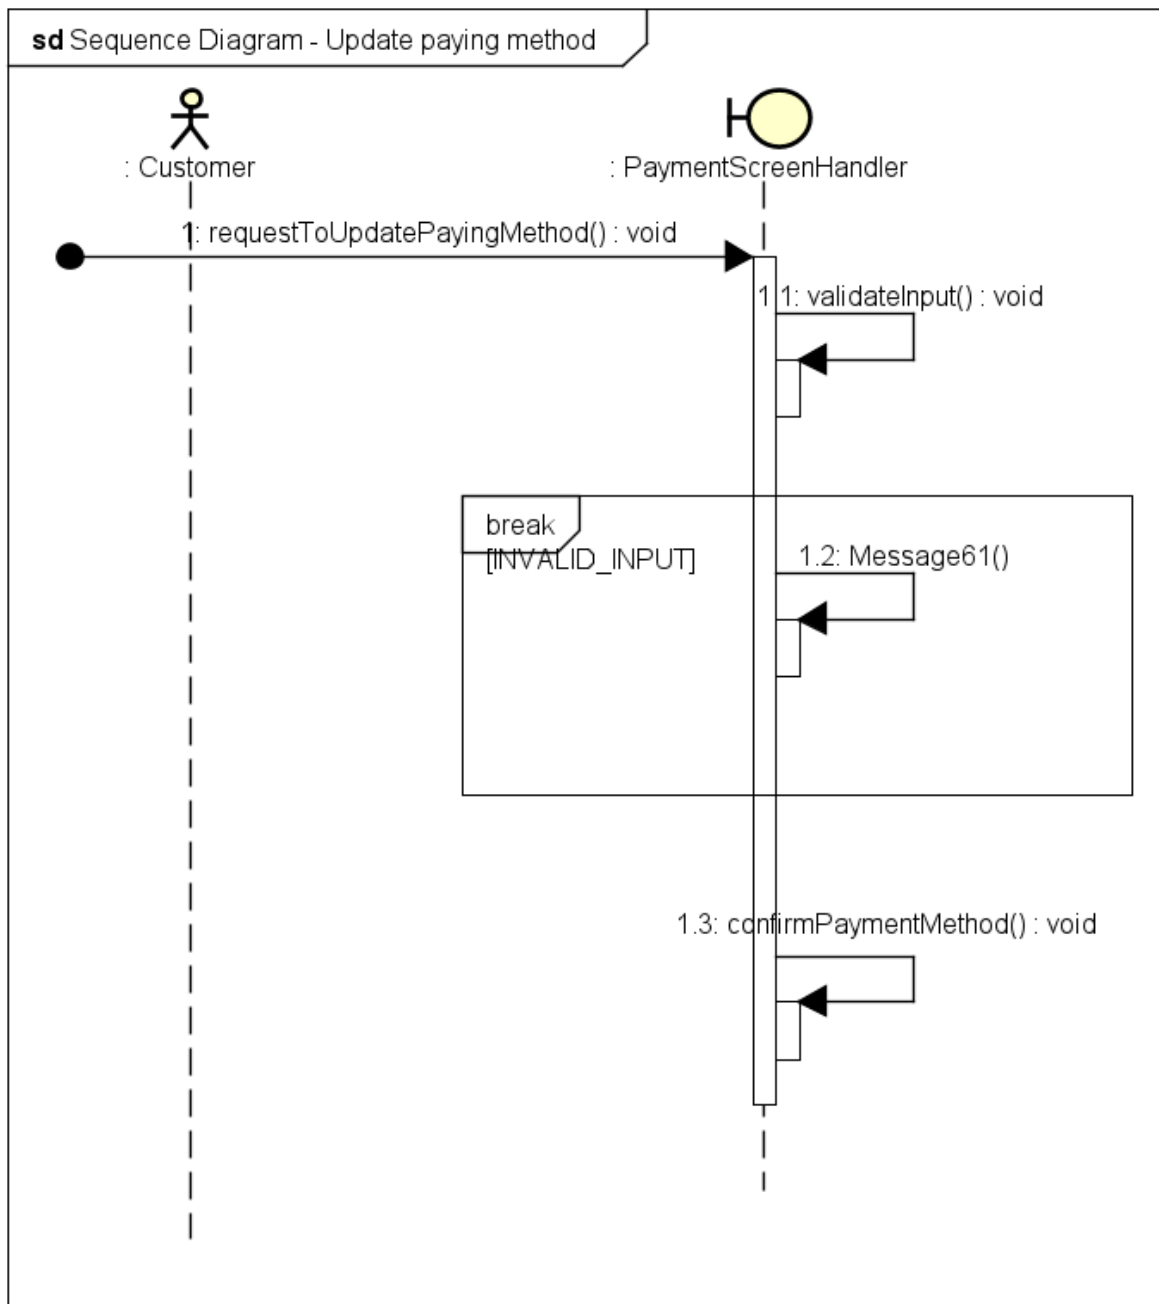 sd Sequence Diagram - Update paying method
: Customer
: PaymentScreenHandler
1: requestToUpdatePayingMethod() : void
1.1: validateInput() : void
break
[INVALID_INPUT]
1.2: Message61()
1.3: confirmPaymentMethod() : void